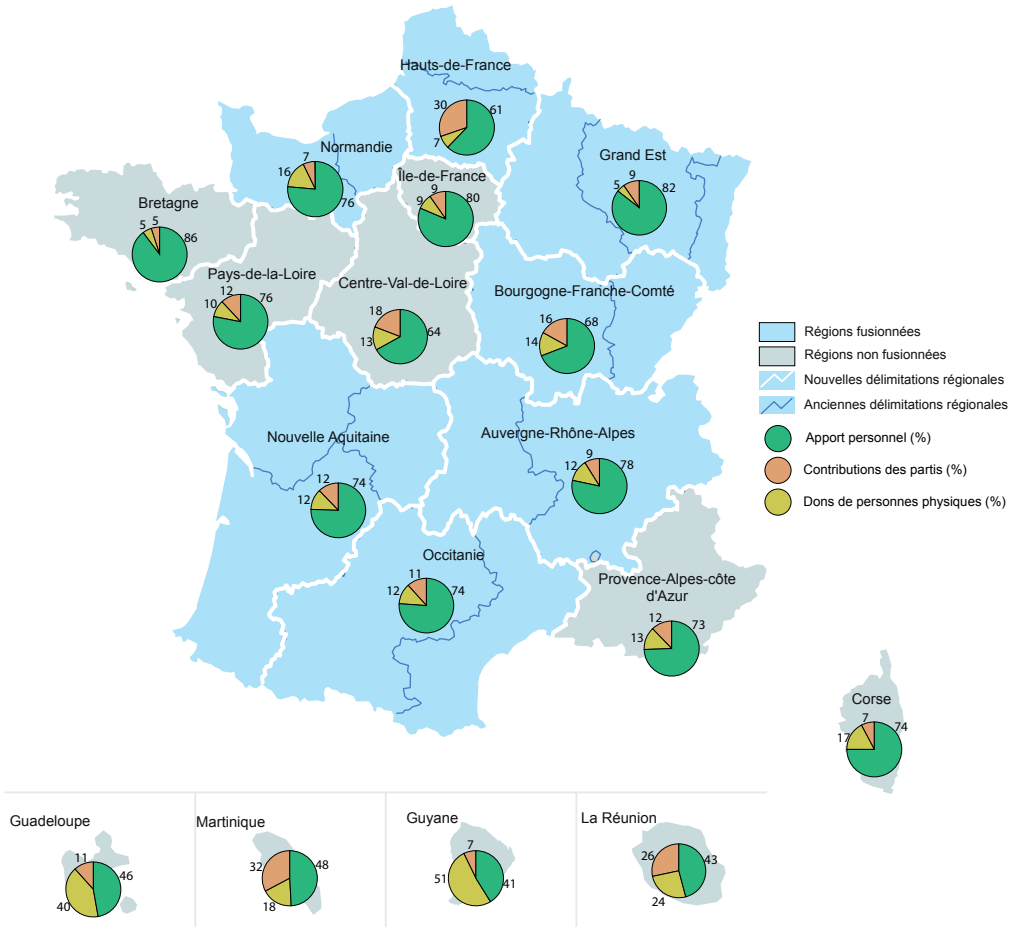 Hauts-de-France
30
61
7
Normandie
7
16
76
Île-de-France
9
9
80
Grand Est
9
5
82
Bretagne
5
5
86
Pays-de-la-Loire
12
10
76
Centre-Val-de-Loire
18
13
64
Bourgogne-Franche-Comté
16
68
14
Régions fusionnées
Régions non fusionnées
Nouvelles délimitations régionales
Anciennes délimitations régionales
Apport personnel (%)
Contributions des partis (%)
Dons de personnes physiques (%)
Nouvelle Aquitaine
12
74
12
Auvergne-Rhône-Alpes
9
12
78
Occitanie
11
12
74
Provence-Alpes-côte
d'Azur
12
73
13
Corse
7
74
17
Guadeloupe
11
46
40
Martinique
32
48
18
Guyane
7
51
41
La Réunion
26
43
24